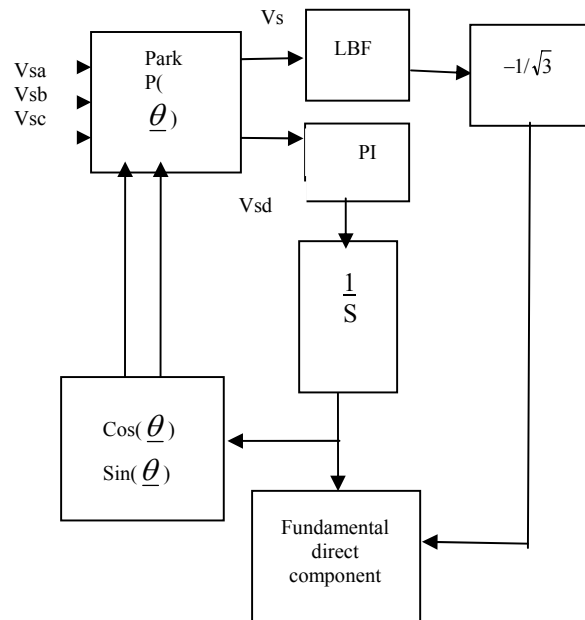 Vs
LBF
−1/√3
Park
P(
θ )
Vsa
Vsb
Vsc
PI
Vsd
1
S
Cos( θ )
Sin( θ )
Fundamental
direct
component